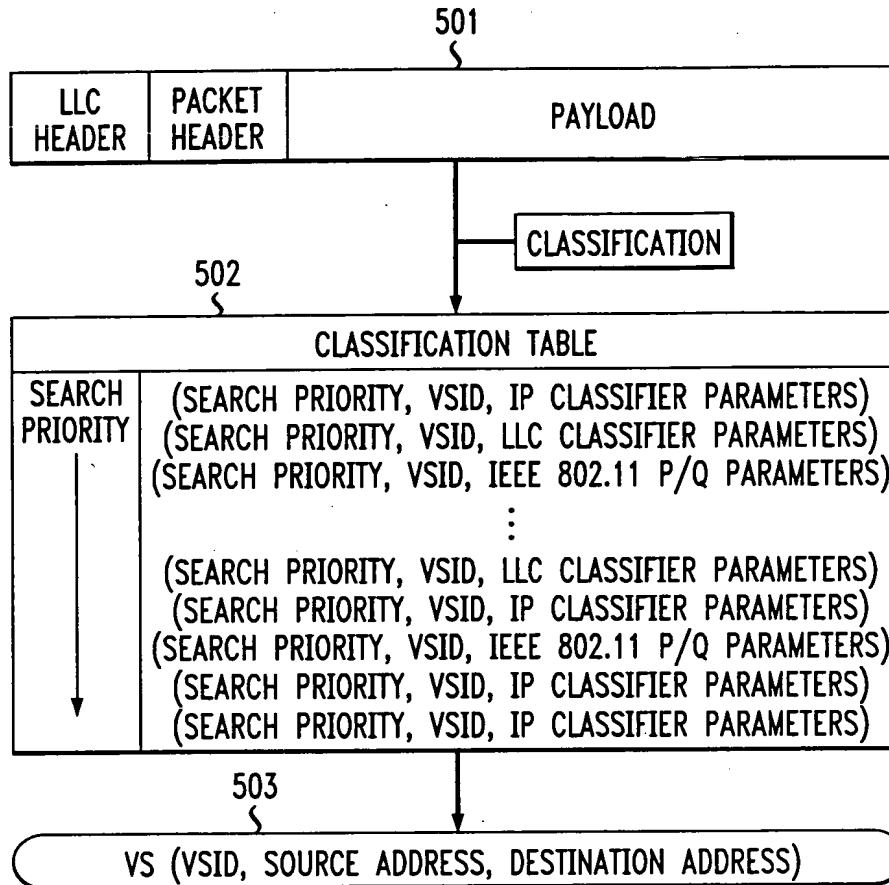 501
LLC HEADER
PACKET HEADER
PAYLOAD
CLASSIFICATION
502
CLASSIFICATION TABLE
SEARCH PRIORITY
(SEARCH PRIORITY, VSID, IP CLASSIFIER PARAMETERS)
(SEARCH PRIORITY, VSID, LLC CLASSIFIER PARAMETERS)
(SEARCH PRIORITY, VSID, IEEE 802.11 P/Q PARAMETERS)
⋮
(SEARCH PRIORITY, VSID, LLC CLASSIFIER PARAMETERS)
(SEARCH PRIORITY, VSID, IP CLASSIFIER PARAMETERS)
(SEARCH PRIORITY, VSID, IEEE 802.11 P/Q PARAMETERS)
(SEARCH PRIORITY, VSID, IP CLASSIFIER PARAMETERS)
(SEARCH PRIORITY, VSID, IP CLASSIFIER PARAMETERS)
503
VS (VSID, SOURCE ADDRESS, DESTINATION ADDRESS)